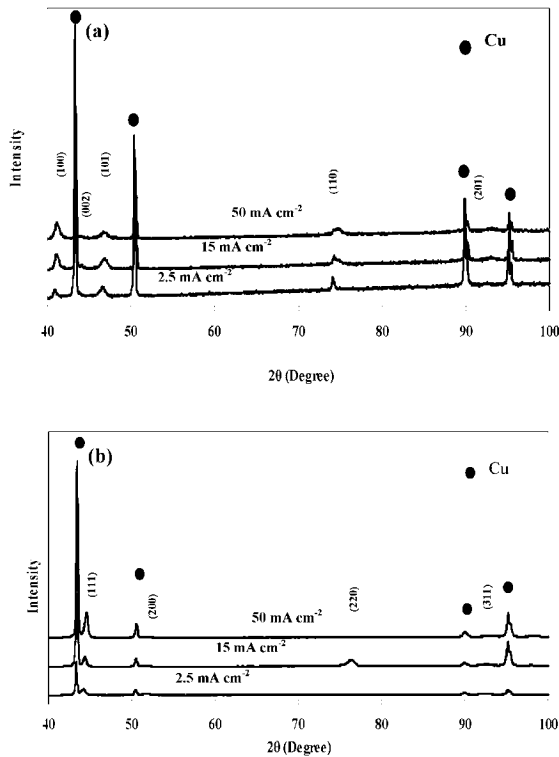 (a)
Cu
Intensity
(100)
(002)
(101)
(110)
(201)
50 mA cm-2
15 mA cm-2
2.5 mA cm-2
40 50 60 70 80 90 100
2θ (Degree)
(b)
Cu
Intensity
(111)
(200)
(220)
(311)
50 mA cm-2
15 mA cm-2
2.5 mA cm-2
40 50 60 70 80 90 100
2θ (Degree)